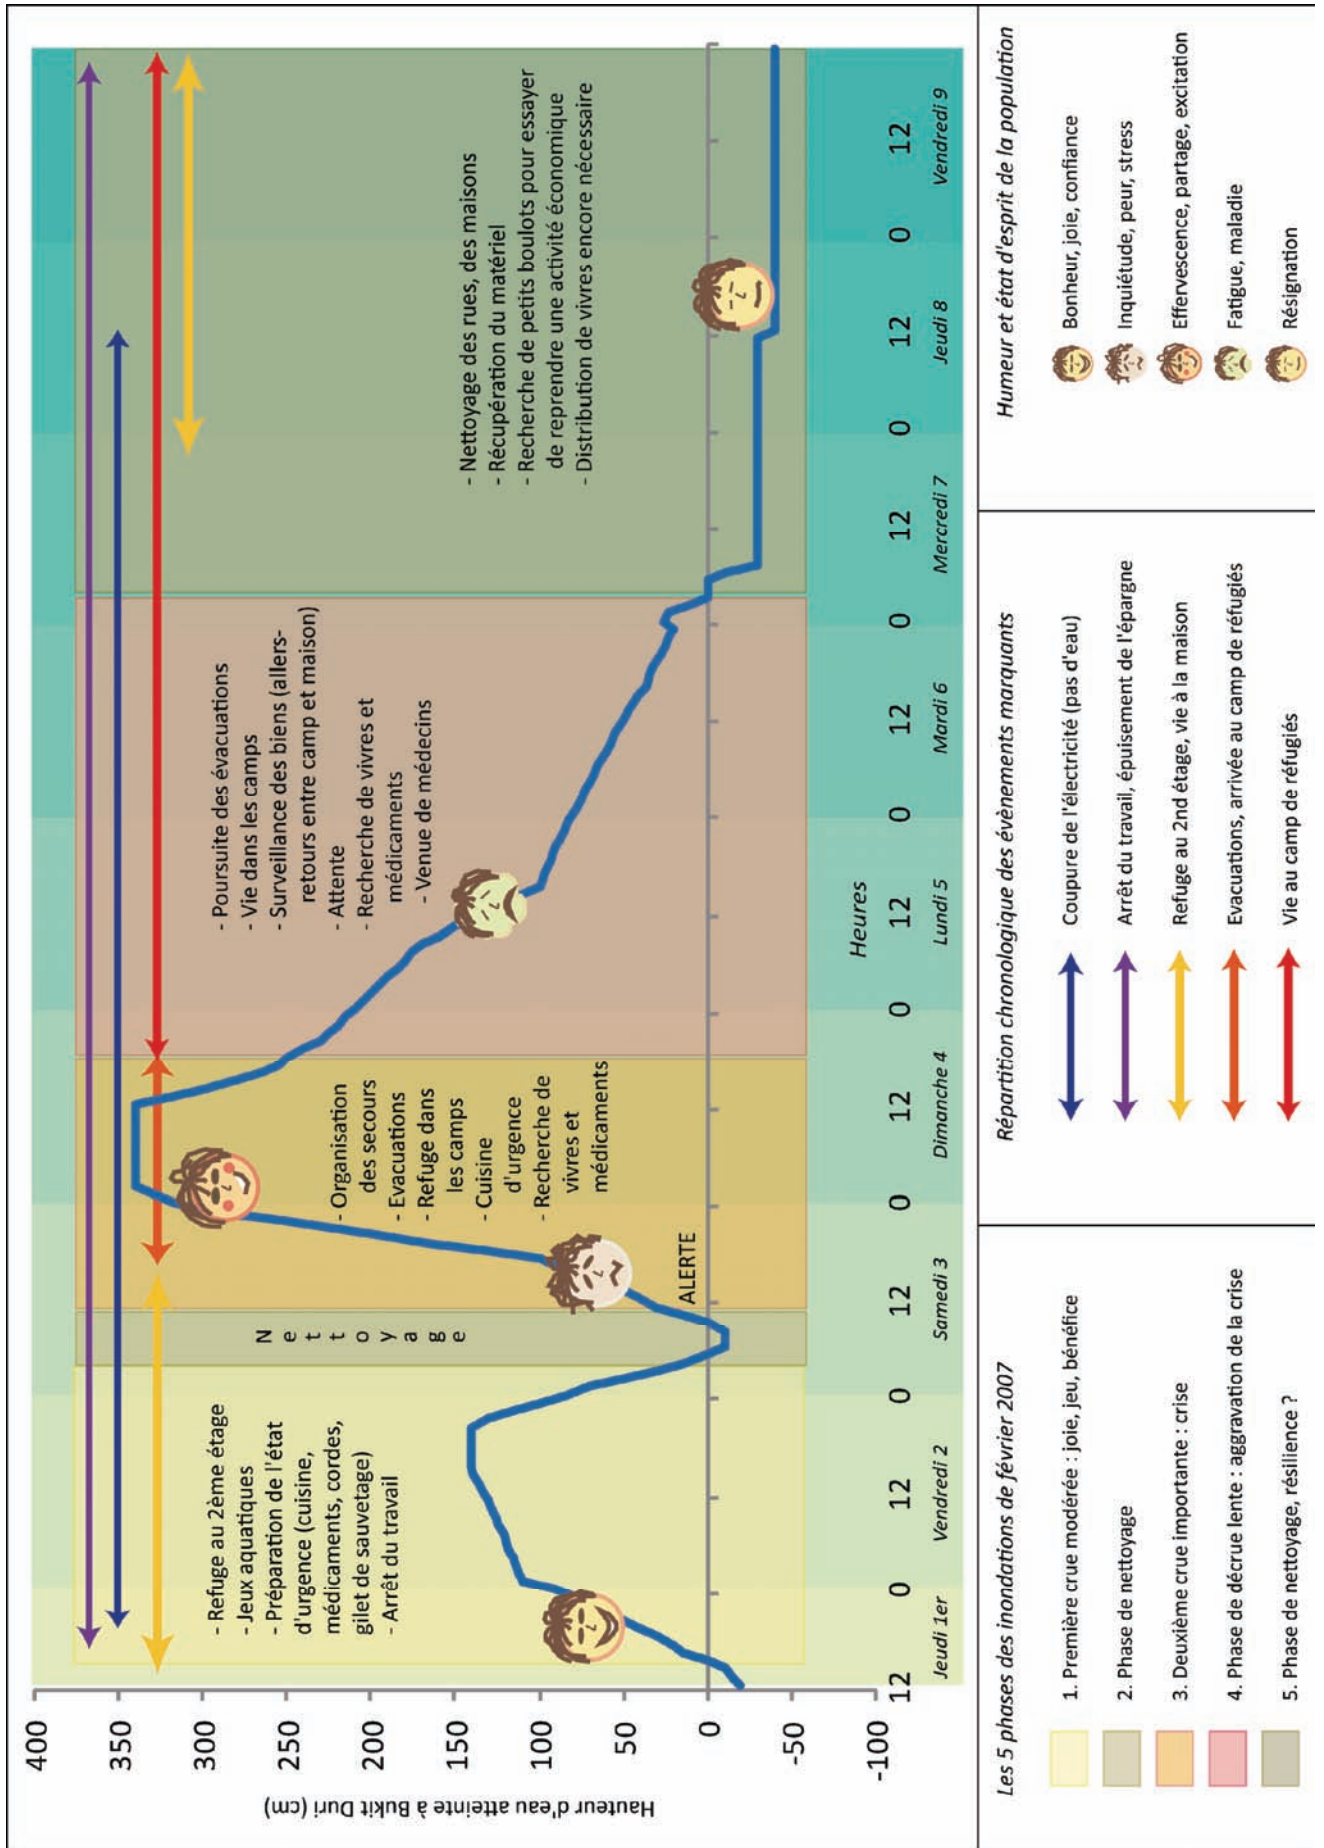 Hauteur d'eau atteinte à Bukit Duri (cm)
400
350
300
250
200
150
100
50
0
-50
-100
- Refuge au 2ème étage
- Jeux aquatiques
- Préparation de l'état
d'urgence (cuisine,
médicaments, cordes,
gilet de sauvetage)
- Arrêt du travail
N
e
t
t
o
y
a
g
e
ALERTE
- Organisation
des secours
- Evacuations
- Refuge dans
les camps
- Cuisine
d'urgence
- Recherche de
vivres et
médicaments
- Poursuite des évacuations
- Vie dans les camps
- Surveillance des biens (allers-
retours entre camp et maison)
- Attente
- Recherche de vivres et
médicaments
- Venue de médecins
- Nettoyage des rues, des maisons
- Récupération du matériel
- Recherche de petits boulots pour essayer
de reprendre une activité économique
- Distribution de vivres encore nécessaire
Heures
12 0 12 0 12 0 12 0 12 0 12 0 12 0 12 0 12
Jeudi 1er Vendredi 2 Samedi 3 Dimanche 4 Lundi 5 Mardi 6 Mercredi 7 Jeudi 8 Vendredi 9
Les 5 phases des inondations de février 2007
1. Première crue modérée : joie, jeu, bénéfice
2. Phase de nettoyage
3. Deuxième crue importante : crise
4. Phase de décrue lente : aggravation de la crise
5. Phase de nettoyage, résilience ?
Répartition chronologique des évènements marquants
Coupure de l'électricité (pas d'eau)
Arrêt du travail, épuisement de l'épargne
Refuge au 2nd étage, vie à la maison
Evacuations, arrivée au camp de réfugiés
Vie au camp de réfugiés
Humeur et état d'esprit de la population
Bonheur, joie, confiance
Inquiétude, peur, stress
Effervescence, partage, excitation
Fatigue, maladie
Résignation